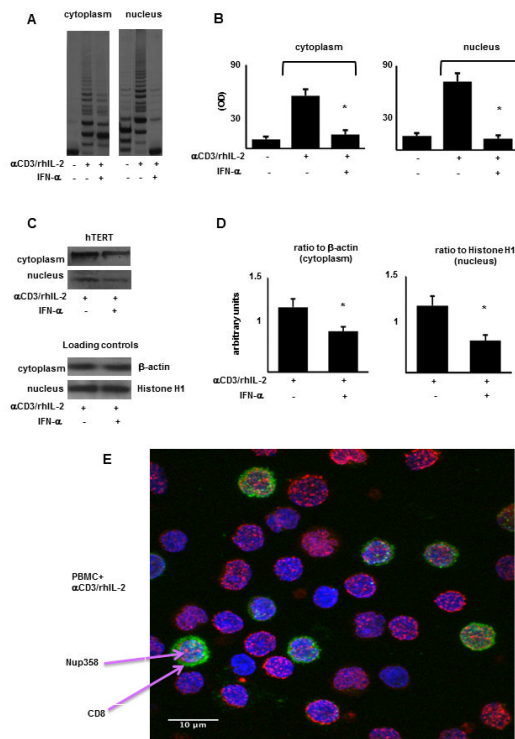 A
cytoplasm nucleus
αCD3/rhIL-2 - + + - + +
IFN-α - - + - - +
B
cytoplasm
nucleus
(OD)
90
30
90
30
*
*
αCD3/rhIL-2 - + + - + +
IFN-α - - + - - +
C
hTERT
cytoplasm
nucleus
αCD3/rhIL-2 + +
IFN-α - +
Loading controls
cytoplasm β-actin
nucleus Histone H1
αCD3/rhIL-2 + +
IFN-α - +
D
ratio to β-actin
(cytoplasm)
ratio to Histone H1
(nucleus)
arbitrary units
1.5
1
1.5
1
*
*
αCD3/rhIL-2 + + + +
IFN-α - + - +
E
PBMC+
αCD3/rhIL-2
Nup358
CD8
10 µm